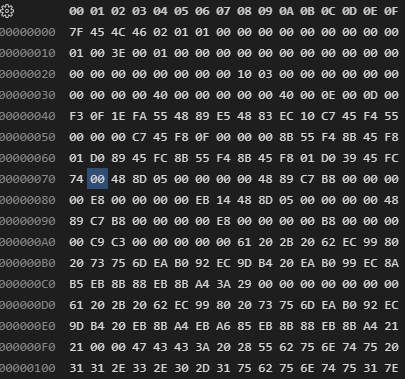 00 01 02 03 04 05 06 07 08 09 0A 0B 0C 0D 0E 0F
00000000 7F 45 4C 46 02 01 01 00 00 00 00 00 00 00 00 00
00000010 01 00 3E 00 01 00 00 00 00 00 00 00 00 00 00 00
00000020 00 00 00 00 00 00 00 00 10 03 00 00 00 00 00 00
00000030 00 00 00 00 40 00 00 00 00 00 40 00 0E 00 0D 00
00000040 F3 0F 1E FA 55 48 89 E5 48 83 EC 10 C7 45 F4 55
00000050 00 00 00 C7 45 F8 0F 00 00 00 8B 55 F4 8B 45 F8
00000060 01 D0 89 45 FC 8B 55 F4 8B 45 F8 01 D0 39 45 FC
00000070 74 00 48 8D 05 00 00 00 00 48 89 C7 B8 00 00 00
00000080 00 E8 00 00 00 00 EB 14 48 8D 05 00 00 00 00 48
00000090 89 C7 B8 00 00 00 00 E8 00 00 00 00 B8 00 00 00
000000A0 00 C9 C3 00 00 00 00 00 61 20 2B 20 62 EC 99 80
000000B0 20 73 75 6D EA B0 92 EC 9D B4 20 EA B0 99 EC 8A
000000C0 B5 EB 8B 88 EB 8B A4 3A 29 00 00 00 00 00 00 00
000000D0 61 20 2B 20 62 EC 99 80 20 73 75 6D EA B0 92 EC
000000E0 9D B4 20 EB 8B A4 EB A6 85 EB 8B 88 EB 8B A4 21
000000F0 21 00 00 47 43 43 3A 20 28 55 62 75 6E 74 75 20
00000100 31 31 2E 33 2E 30 2D 31 75 62 75 6E 74 75 31 7E